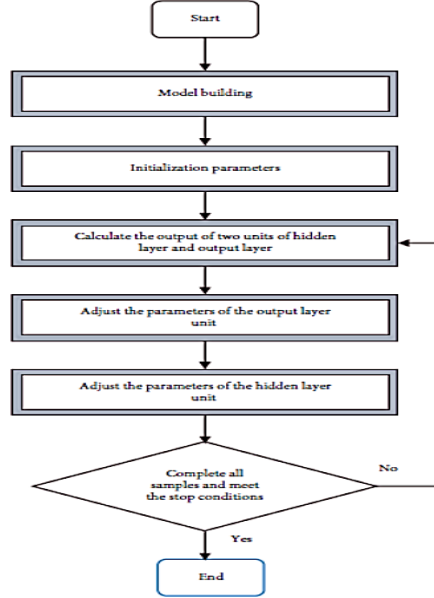 Start
Model building
Initialization parameters
Calculate the output of two units of hidden
layer and output layer
Adjust the parameters of the output layer
unit
Adjust the parameters of the hidden layer
unit
Complete all
samples and meet
the stop conditions
No
Yes
End